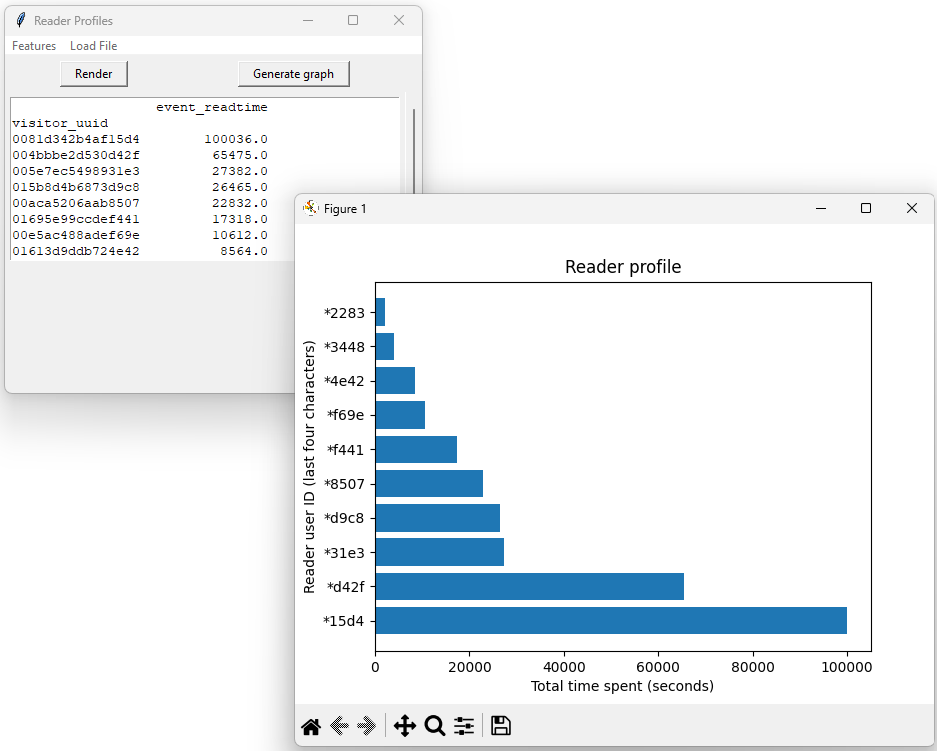 Reader Profiles
Features Load File
Render Generate graph
event_readtime
visitor_uuid
0081d342b4af15d4 100036.0
004bbbe2d530d42f 65475.0
005e7ec5498931e3 27382.0
015b8d4b6873d9c8 26465.0
00aca5206aab8507 22832.0
01695e99ccdef441 17318.0
00e5ac488adef69e 10612.0
01613d9ddb724e42 8564.0
Figure 1
Reader profile
Reader user ID (last four characters)
*2283
*3448
*4e42
*f69e
*f441
*8507
*d9c8
*31e3
*d42f
*15d4
0 20000 40000 60000 80000 100000
Total time spent (seconds)